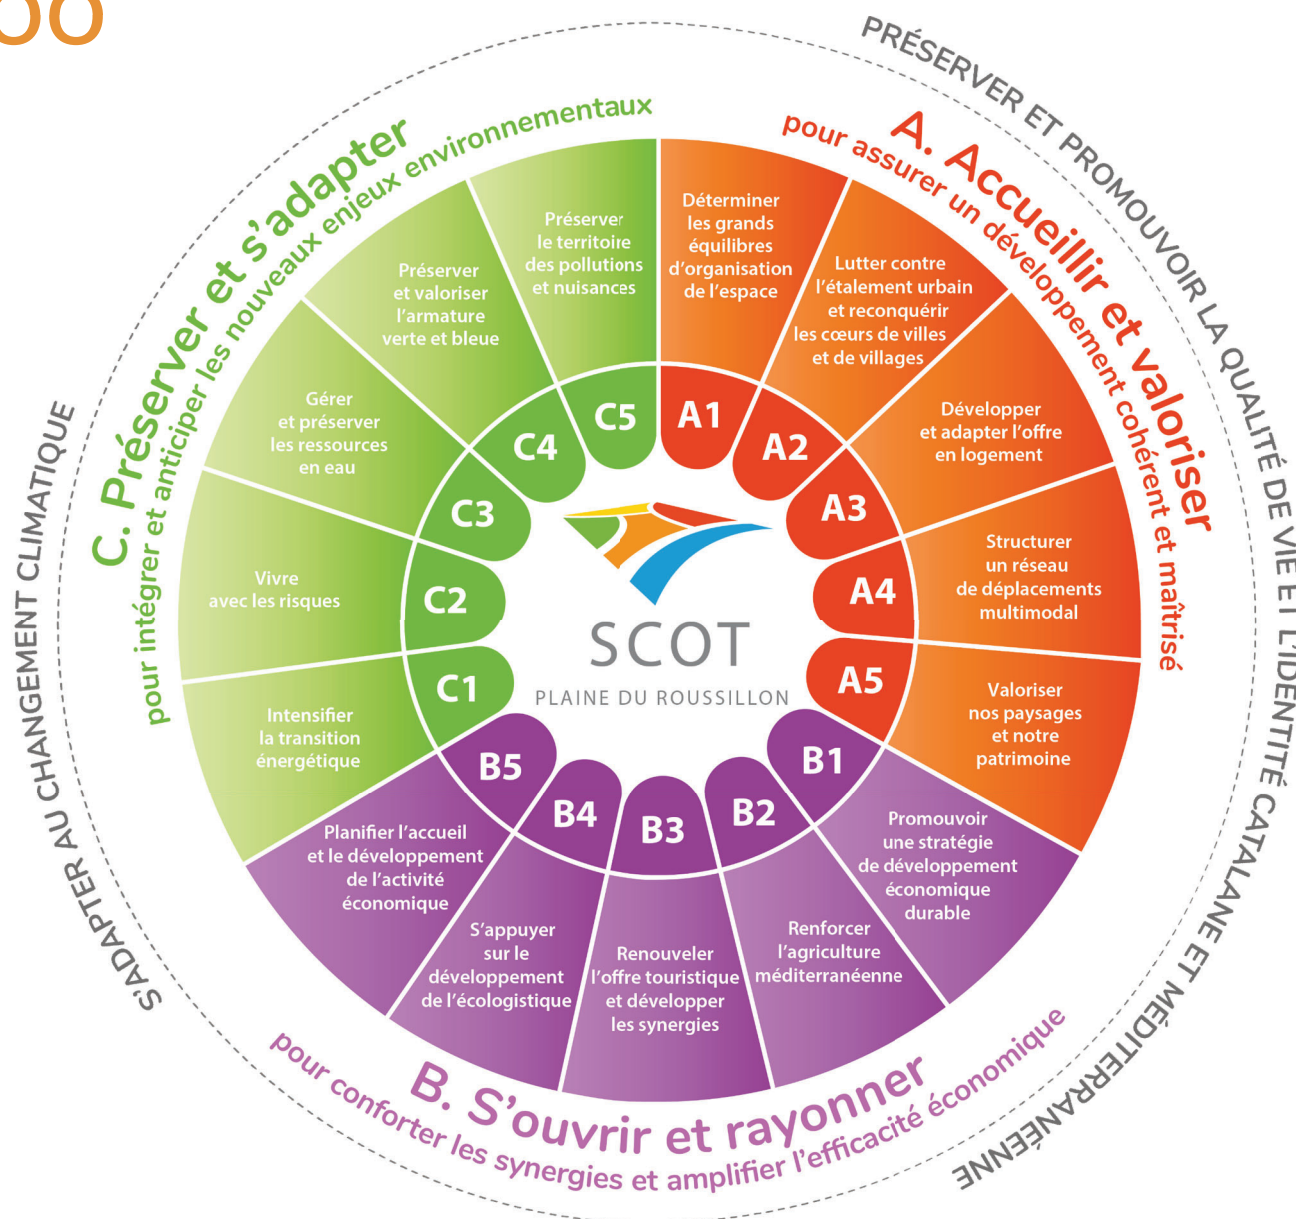 PRÉSERVER ET PROMOUVOIR LA QUALITÉ DE VIE ET L'IDENTITÉ CATALANE ET MÉDITERRANÉENNE
S'ADAPTER AU CHANGEMENT CLIMATIQUE
A. Accueillir et valoriser
pour assurer un développement cohérent et maîtrisé
A1
Déterminer
les grands
équilibres
d'organisation
de l'espace
A2
Lutter contre
l'étalement urbain
et reconquérir
les cœurs de villes
et de villages
A3
Développer
et adapter l'offre
en logement
A4
Structurer
un réseau
de déplacements
multimodal
A5
Valoriser
nos paysages
et notre
patrimoine
B. S'ouvrir et rayonner
pour conforter les synergies et amplifier l'efficacité économique
B1
Promouvoir
une stratégie
de développement
économique
durable
B2
Renforcer
l'agriculture
méditerranéenne
B3
Renouveler
l'offre touristique
et développer
les synergies
B4
S'appuyer
sur le
développement
de l'écologistique
B5
Planifier l'accueil
et le développement
de l'activité
économique
C. Préserver et s'adapter
pour intégrer et anticiper les nouveaux enjeux environnementaux
C1
Intensifier
la transition
énergétique
C2
Vivre
avec les risques
C3
Gérer
et préserver
les ressources
en eau
C4
Préserver
et valoriser
l'armature
verte et bleue
C5
Préserver
le territoire
des pollutions
et nuisances
SCOT
PLAINE DU ROUSSILLON